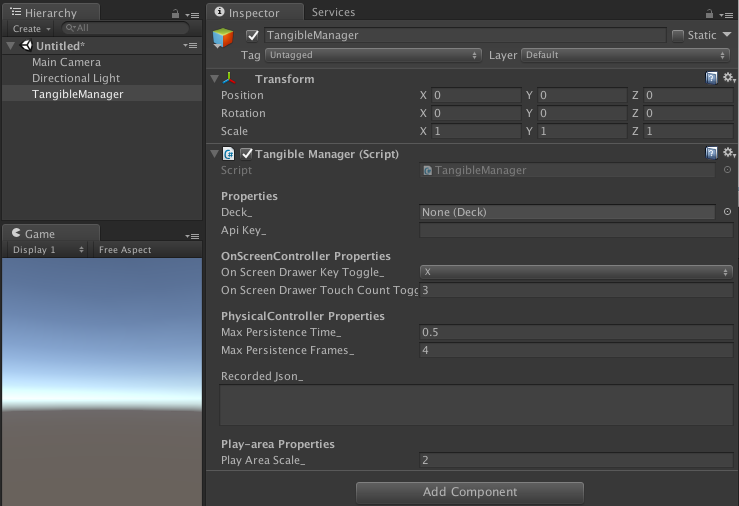 Hierarchy
Create
All
Untitled*
Main Camera
Directional Light
TangibleManager
Game
Display 1
Free Aspect
Inspector
Services
TangibleManager
Static
Tag Untagged Layer Default
Transform
Position X 0 Y 0 Z 0
Rotation X 0 Y 0 Z 0
Scale X 1 Y 1 Z 1
C# Tangible Manager (Script)
Script TangibleManager
Properties
Deck_ None (Deck)
Api Key_
OnScreenController Properties
On Screen Drawer Key Toggle_ X
On Screen Drawer Touch Count Togg 3
PhysicalController Properties
Max Persistence Time_ 0.5
Max Persistence Frames_ 4
Recorded Json_
Play-area Properties
Play Area Scale_ 2
Add Component